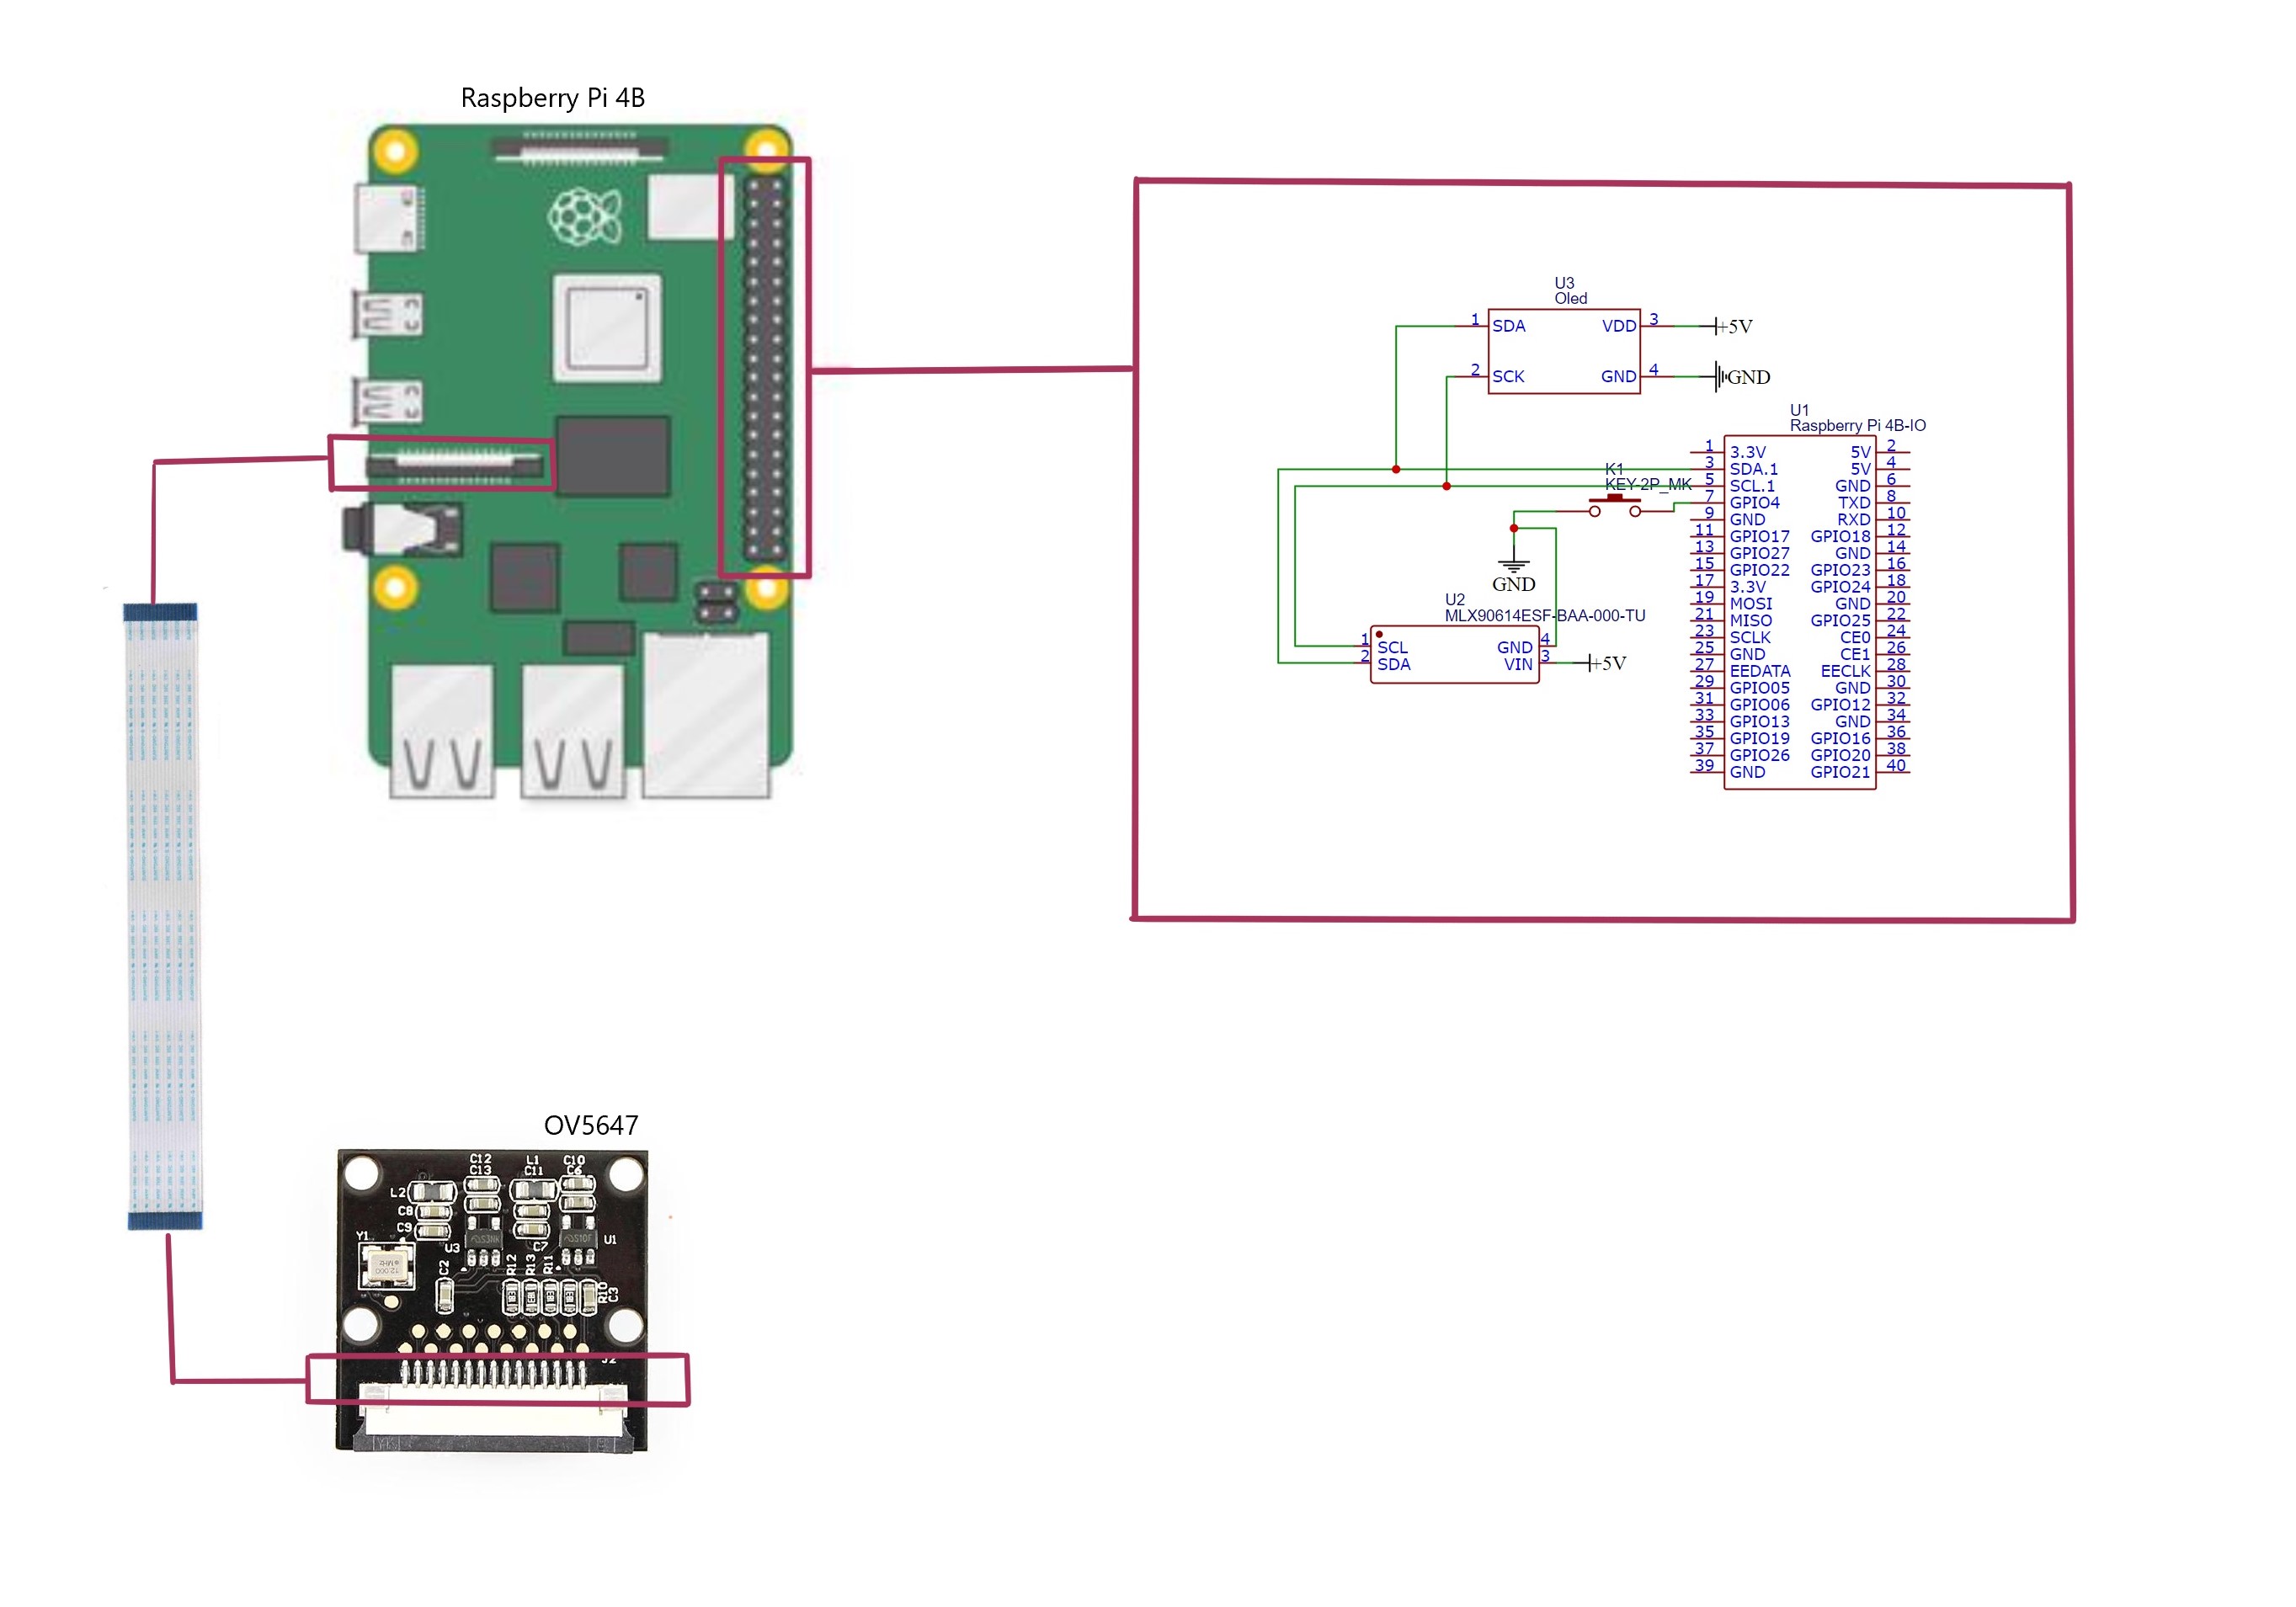 Raspberry Pi 4B
U3
Oled
1 SDA VDD 3 +5V
2 SCK GND 4 GND
U1
Raspberry Pi 4B-IO
1 3.3V 5V 2
3 SDA.1 5V 4
5 SCL.1 GND 6
7 GPIO4 TXD 8
9 GND RXD 10
11 GPIO17 GPIO18 12
13 GPIO27 GND 14
15 GPIO22 GPIO23 16
17 3.3V GPIO24 18
19 MOSI GND 20
21 MISO GPIO25 22
23 SCLK CE0 24
25 GND CE1 26
27 EEDATA EECLK 28
29 GPIO05 GND 30
31 GPIO06 GPIO12 32
33 GPIO13 GND 34
35 GPIO19 GPIO16 36
37 GPIO26 GPIO20 38
39 GND GPIO21 40
K1
KEY-2P_MK
GND
U2
MLX90614ESF-BAA-000-TU
1 SCL GND 4
2 SDA VIN 3 +5V
OV5647
C12 L1 C10
C13 C11 C6
L2
C8
C9
Y1 U3 C7 U1
C2 R12 R13 R11 R10 C3
J2